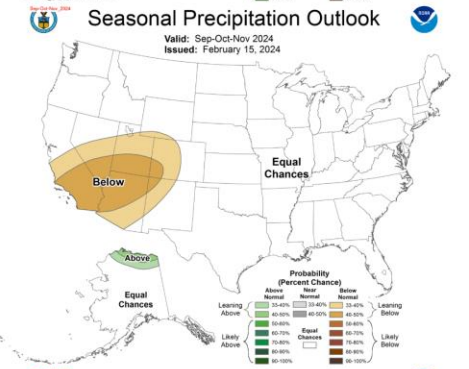 Sep-Oct-Nov, 2024
Seasonal Precipitation Outlook
Valid: Sep-Oct-Nov 2024
Issued: February 15, 2024
Equal
Chances
Below
Above
Equal
Chances
Probability
(Percent Chance)
Above
Normal
Near
Normal
Below
Normal
Leaning
Above
33-40%
33-40%
33-40%
Leaning
Below
40-50%
40-50%
40-50%
50-60%
50-60%
Likely
Above
60-70%
Equal
Chances
60-70%
Likely
Below
70-80%
70-80%
80-90%
80-90%
90-100%
90-100%